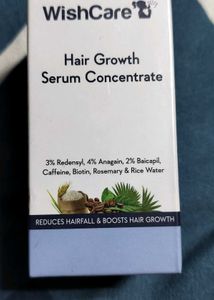 WishCare
Hair Growth
Serum Concentrate
3% Redensyl, 4% Anagain, 2% Baicapil,
Caffeine, Biotin, Rosemary & Rice Water
REDUCES HAIRFALL & BOOSTS HAIR GROWTH